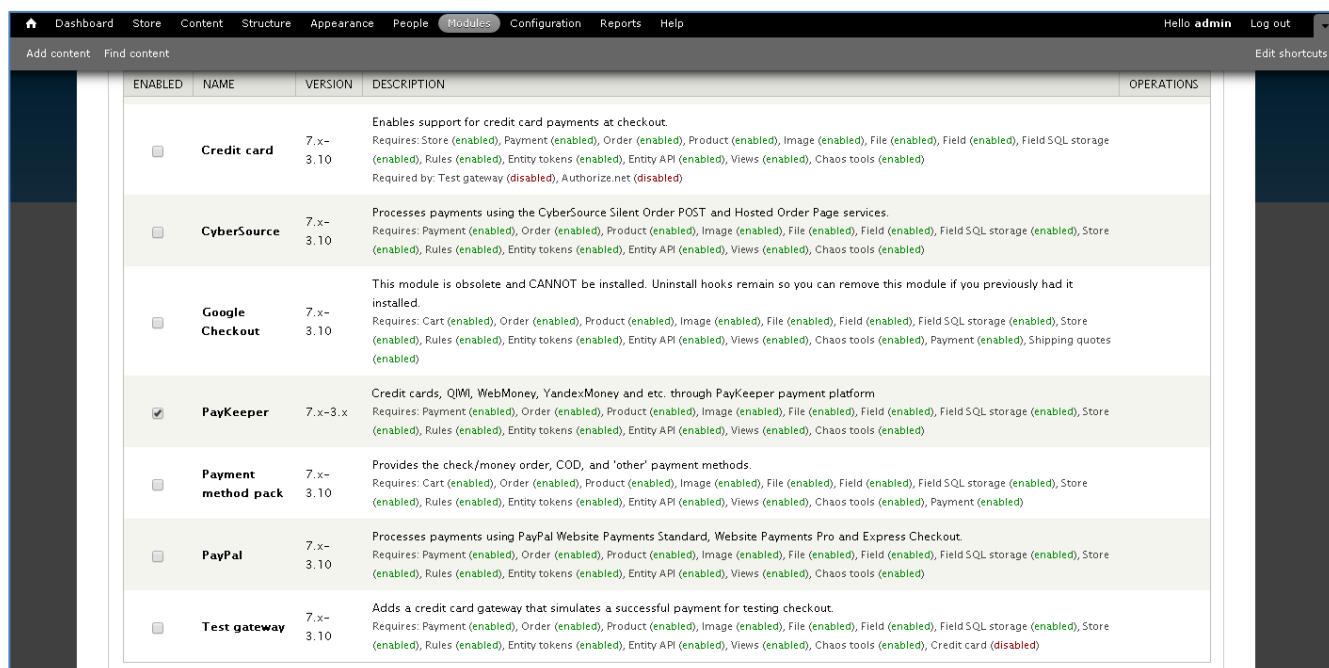 Dashboard Store Content Structure Appearance People Modules Configuration Reports Help Hello admin Log out
Add content Find content Edit shortcuts
ENABLED NAME VERSION DESCRIPTION OPERATIONS
Enables support for credit card payments at checkout.
Credit card
7.x-
3.10
Requires: Store (enabled), Payment (enabled), Order (enabled), Product (enabled), Image (enabled), File (enabled), Field (enabled), Field SQL storage
(enabled), Rules (enabled), Entity tokens (enabled), Entity API (enabled), Views (enabled), Chaos tools (enabled)
Required by: Test gateway (disabled), Authorize.net (disabled)
CyberSource
7.x-
3.10
Processes payments using the CyberSource Silent Order POST and Hosted Order Page services.
Requires: Payment (enabled), Order (enabled), Product (enabled), Image (enabled), File (enabled), Field (enabled), Field SQL storage (enabled), Store
(enabled), Rules (enabled), Entity tokens (enabled), Entity API (enabled), Views (enabled), Chaos tools (enabled)
Google
Checkout
7.x-
3.10
This module is obsolete and CANNOT be installed. Uninstall hooks remain so you can remove this module if you previously had it
installed.
Requires: Cart (enabled), Order (enabled), Product (enabled), Image (enabled), File (enabled), Field (enabled), Field SQL storage (enabled), Store
(enabled), Rules (enabled), Entity tokens (enabled), Entity API (enabled), Views (enabled), Chaos tools (enabled), Payment (enabled), Shipping quotes
(enabled)
PayKeeper
7.x-3.x
Credit cards, QIWI, WebMoney, YandexMoney and etc. through PayKeeper payment platform
Requires: Payment (enabled), Order (enabled), Product (enabled), Image (enabled), File (enabled), Field (enabled), Field SQL storage (enabled), Store
(enabled), Rules (enabled), Entity tokens (enabled), Entity API (enabled), Views (enabled), Chaos tools (enabled)
Payment
method pack
7.x-
3.10
Provides the check/money order, COD, and 'other' payment methods.
Requires: Cart (enabled), Order (enabled), Product (enabled), Image (enabled), File (enabled), Field (enabled), Field SQL storage (enabled), Store
(enabled), Rules (enabled), Entity tokens (enabled), Entity API (enabled), Views (enabled), Chaos tools (enabled), Payment (enabled)
PayPal
7.x-
3.10
Processes payments using PayPal Website Payments Standard, Website Payments Pro and Express Checkout.
Requires: Payment (enabled), Order (enabled), Product (enabled), Image (enabled), File (enabled), Field (enabled), Field SQL storage (enabled), Store
(enabled), Rules (enabled), Entity tokens (enabled), Entity API (enabled), Views (enabled), Chaos tools (enabled)
Test gateway
7.x-
3.10
Adds a credit card gateway that simulates a successful payment for testing checkout.
Requires: Payment (enabled), Order (enabled), Product (enabled), Image (enabled), File (enabled), Field (enabled), Field SQL storage (enabled), Store
(enabled), Rules (enabled), Entity tokens (enabled), Entity API (enabled), Views (enabled), Chaos tools (enabled), Credit card (disabled)